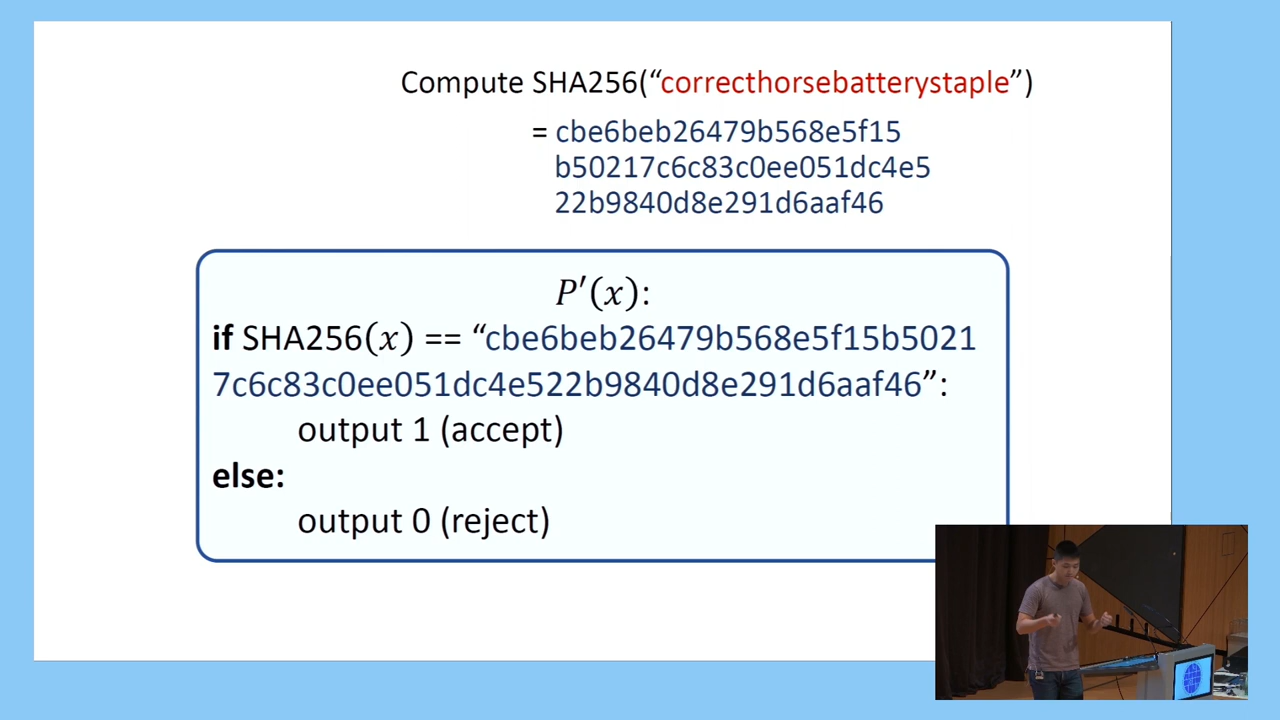 Compute SHA256(“correcthorsebatterystaple”)
= cbe6beb26479b568e5f15
b50217c6c83c0ee051dc4e5
22b9840d8e291d6aaf46
P′(x):
if SHA256(x) == “cbe6beb26479b568e5f15b5021
7c6c83c0ee051dc4e522b9840d8e291d6aaf46”:
output 1 (accept)
else:
output 0 (reject)